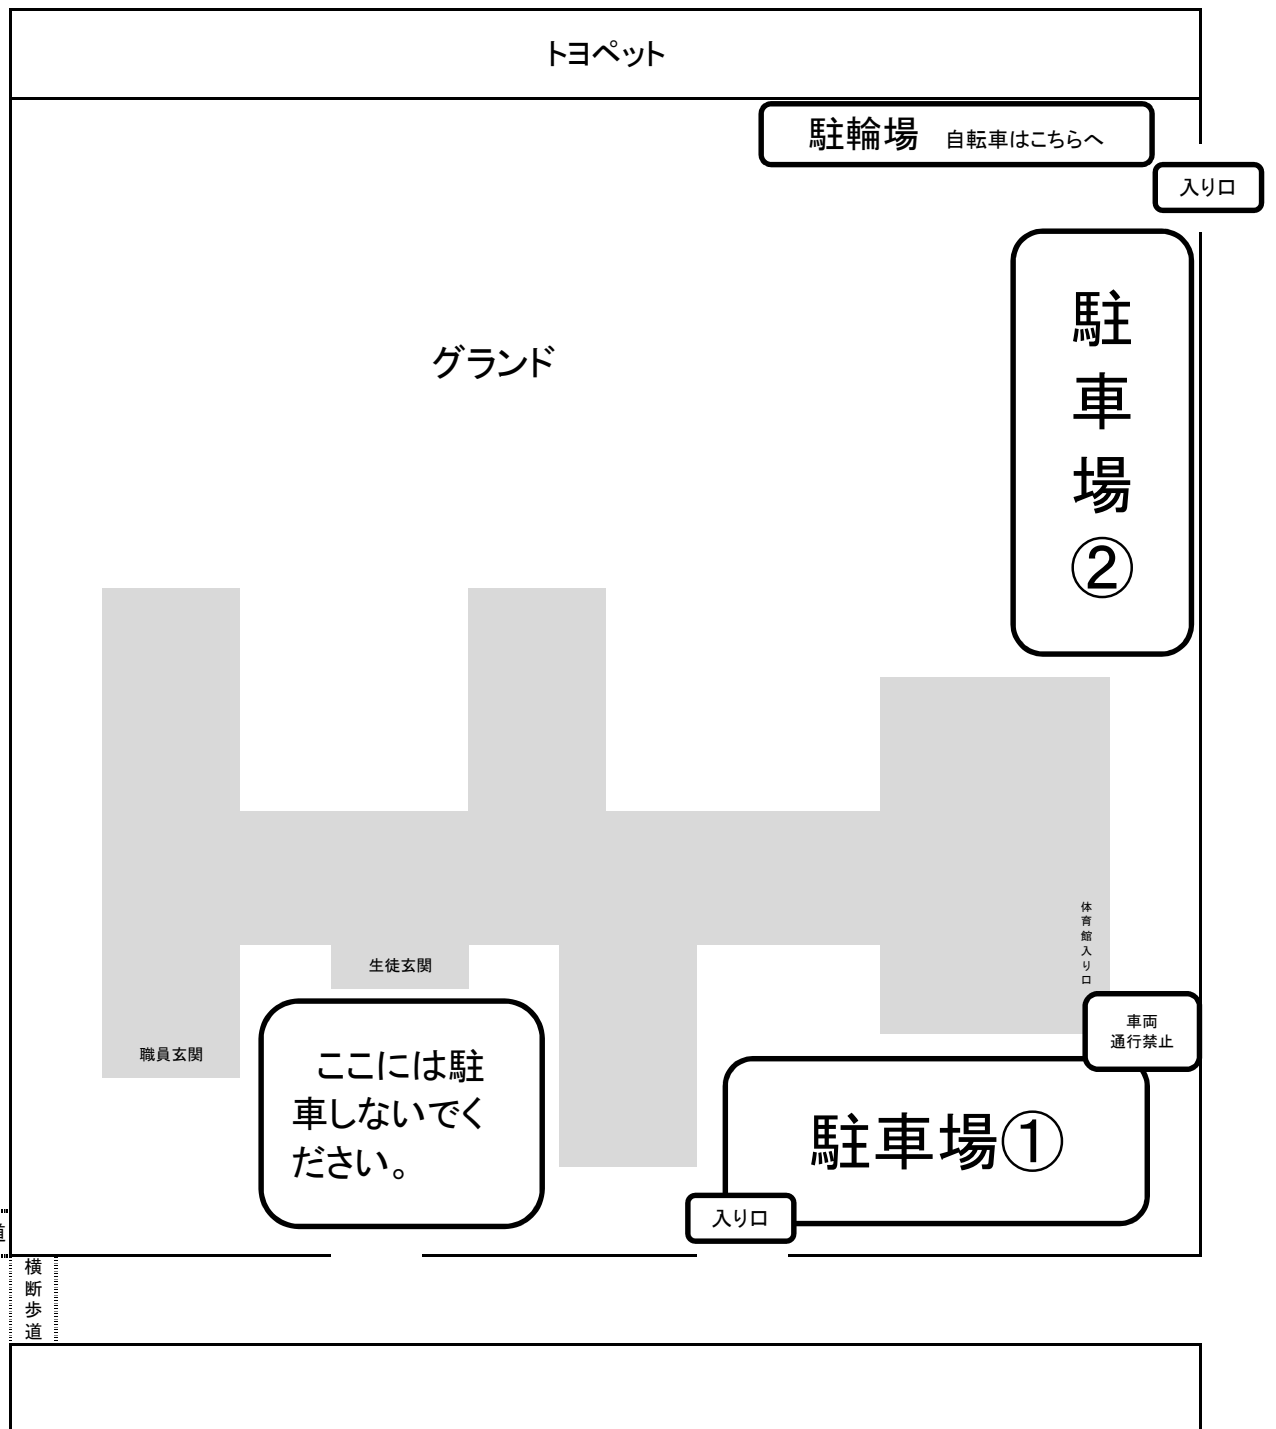 トヨペット
駐輪場 自転車はこちらへ
入り口
駐車場②
グランド
体育館入り口
生徒玄関
車両
通行禁止
職員玄関
ここには駐
車しないでく
ださい。
駐車場①
入り口
道
横断歩道